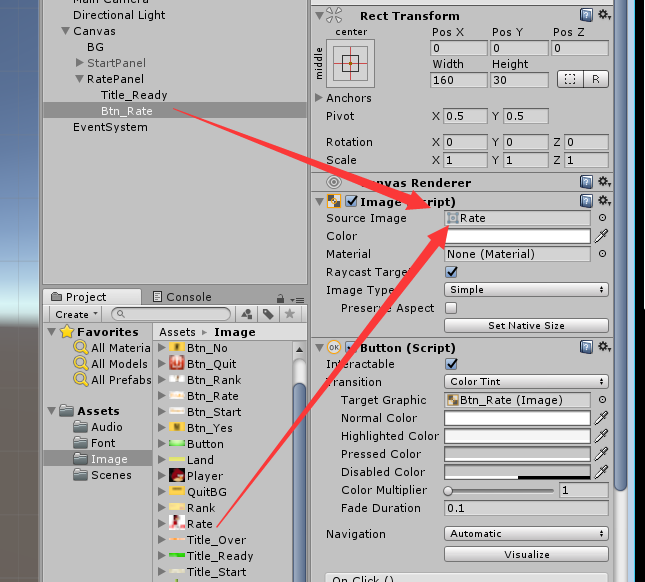 Main Camera
Directional Light
Canvas
BG
StartPanel
RatePanel
Title_Ready
Btn_Rate
EventSystem
Rect Transform
center
middle
Pos X Pos Y Pos Z
0 0 0
Width Height
160 30 R
Anchors
Pivot X 0.5 Y 0.5
Rotation X 0 Y 0 Z 0
Scale X 1 Y 1 Z 1
Canvas Renderer
Image (Script)
Source Image Rate
Color
Material None (Material)
Raycast Target
Image Type Simple
Preserve Aspect
Set Native Size
Button (Script)
Interactable
Transition Color Tint
Target Graphic Btn_Rate (Image)
Normal Color
Highlighted Color
Pressed Color
Disabled Color
Color Multiplier 1
Fade Duration 0.1
Navigation Automatic
Visualize
On Click ()
Project Console
Create
Favorites
All Materia
All Models
All Prefabs
Assets
Audio
Font
Image
Scenes
Assets Image
Btn_No
Btn_Quit
Btn_Rank
Btn_Rate
Btn_Start
Btn_Yes
Button
Land
Player
QuitBG
Rank
Rate
Title_Over
Title_Ready
Title_Start